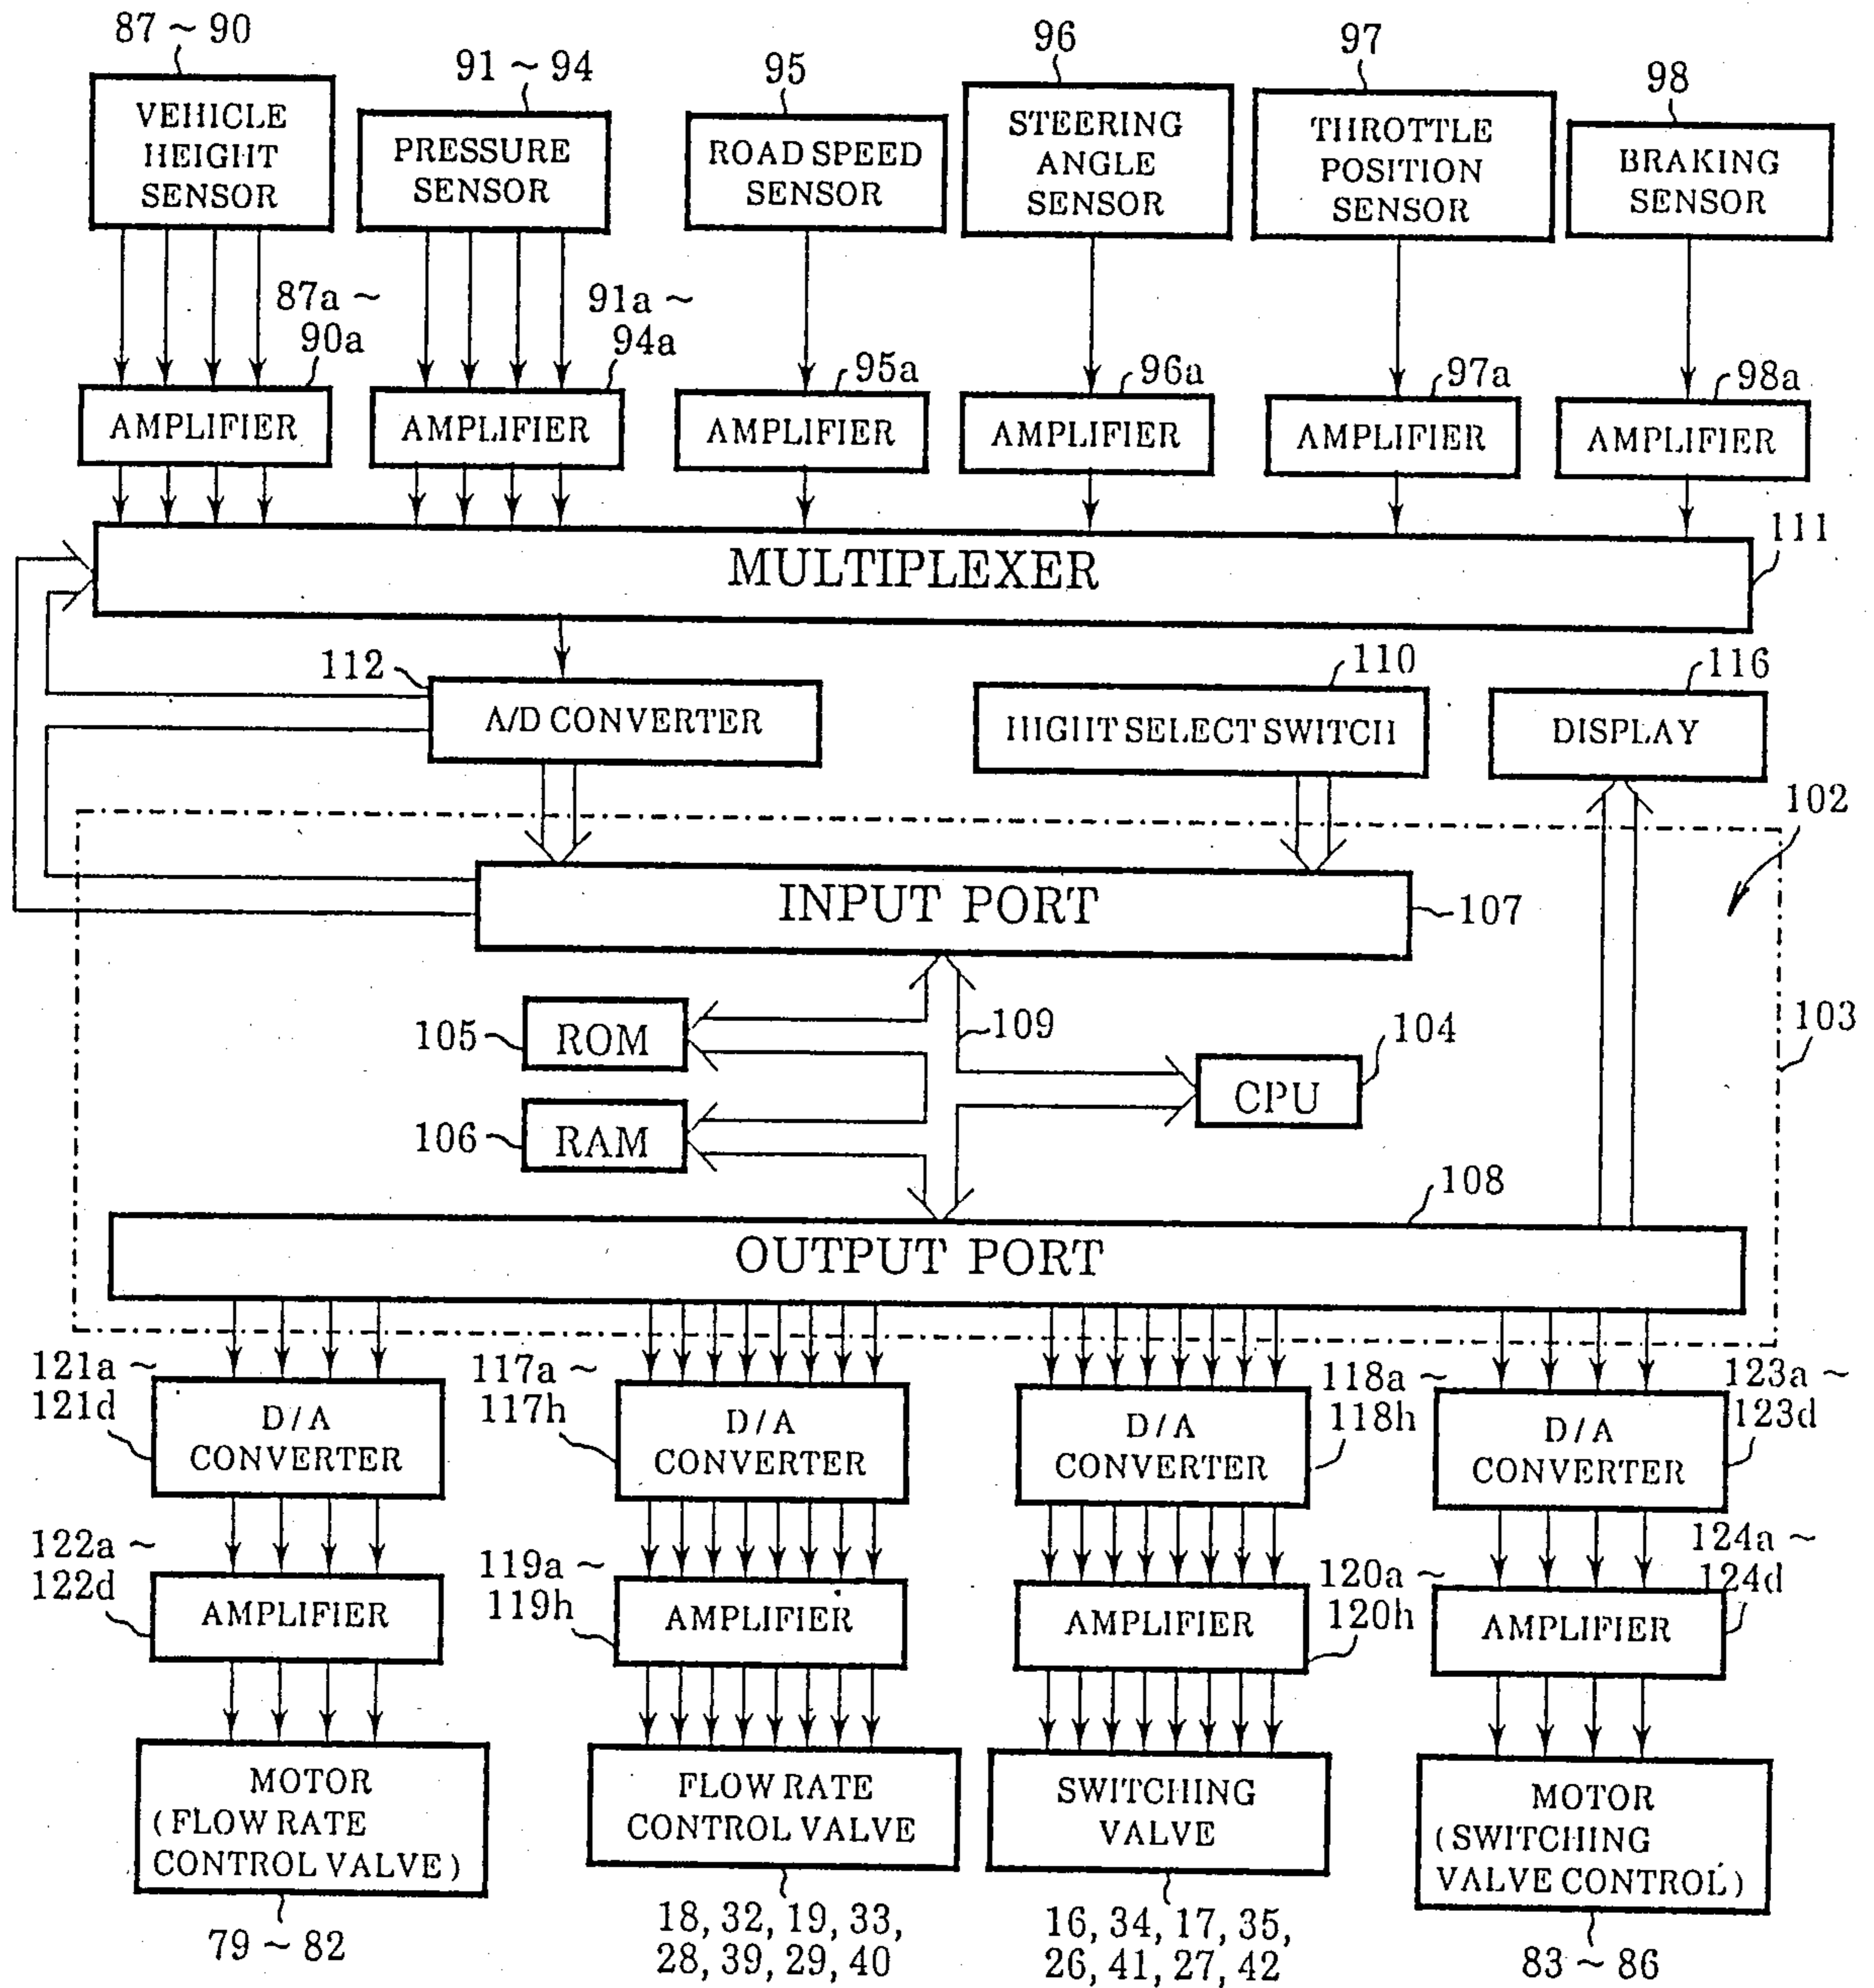 87 ~ 90
91 ~ 94
95
96
97
98
VEHICLE
HEIGHT
SENSOR
PRESSURE
SENSOR
ROAD SPEED
SENSOR
STEERING
ANGLE
SENSOR
THROTTLE
POSITION
SENSOR
BRAKING
SENSOR
87a ~
90a
91a ~
94a
95a
96a
97a
98a
AMPLIFIER
AMPLIFIER
AMPLIFIER
AMPLIFIER
AMPLIFIER
AMPLIFIER
MULTIPLEXER
111
112
A/D CONVERTER
110
HIGHT SELECT SWITCH
116
DISPLAY
102
INPUT PORT
107
105
ROM
109
104
CPU
103
106
RAM
108
OUTPUT PORT
121a ~
121d
D/A
CONVERTER
117a ~
117h
D/A
CONVERTER
118a ~
118h
D/A
CONVERTER
123a ~
123d
D/A
CONVERTER
122a ~
122d
AMPLIFIER
119a ~
119h
AMPLIFIER
120a ~
120h
AMPLIFIER
124a ~
124d
AMPLIFIER
MOTOR
(FLOW RATE
CONTROL VALVE)
FLOW RATE
CONTROL VALVE
SWITCHING
VALVE
MOTOR
(SWITCHING
VALVE CONTROL)
79 ~ 82
18, 32, 19, 33,
28, 39, 29, 40
16, 34, 17, 35,
26, 41, 27, 42
83 ~ 86